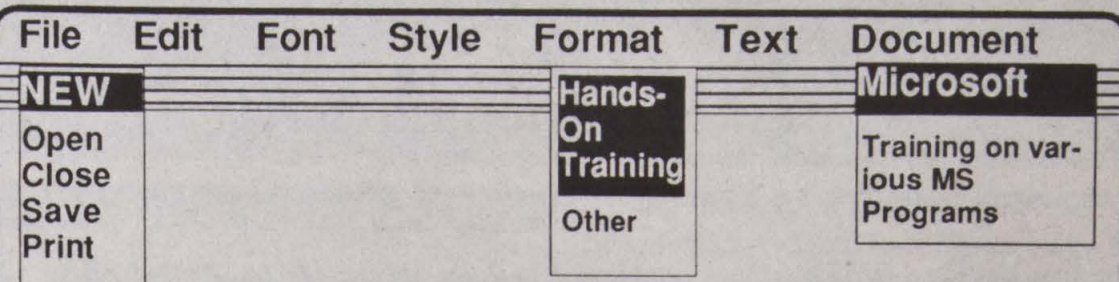 File Edit Font Style Format Text Document
NEW
Open
Close
Save
Print
Hands-
On
Training
Other
Microsoft
Training on var-
ious MS
Programs